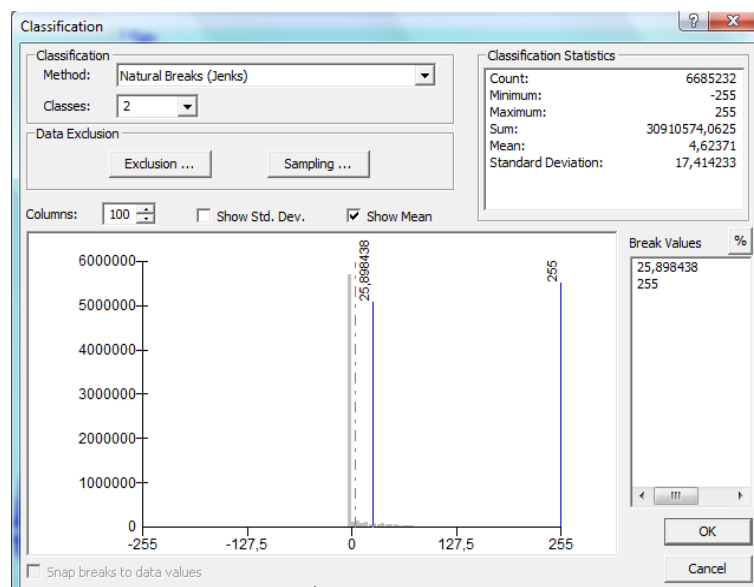 Classification
Classification
Method: Natural Breaks (Jenks)
Classes: 2
Data Exclusion
Exclusion ... Sampling ...
Classification Statistics
Count: 6685232
Minimum: -255
Maximum: 255
Sum: 30910574,0625
Mean: 4,62371
Standard Deviation: 17,414233
Columns: 100 Show Std. Dev. Show Mean
6000000
5000000
4000000
3000000
2000000
1000000
0
-255 -127,5 0 127,5 255
25,898438
255
Break Values %
25,898438
255
OK
Cancel
Snap breaks to data values